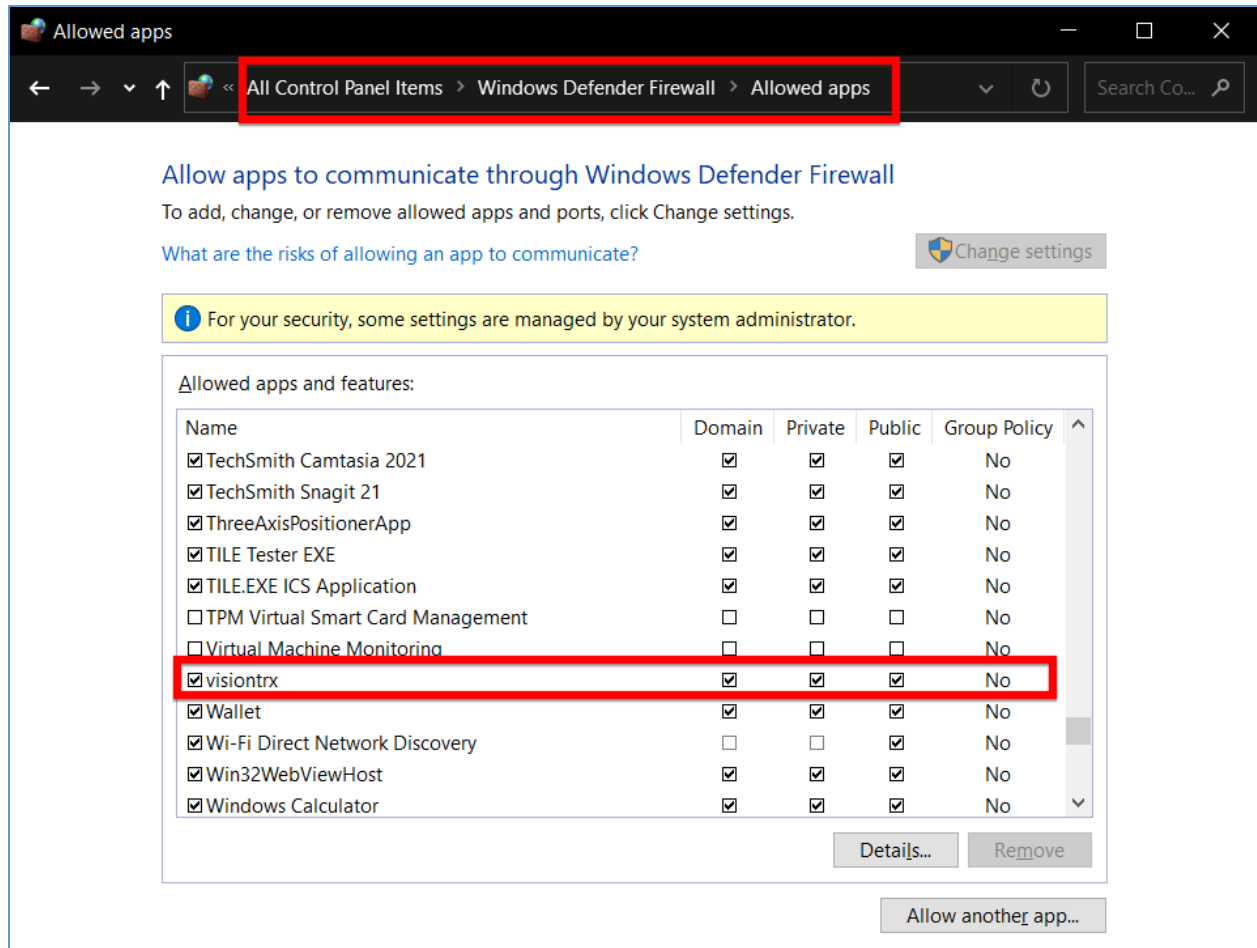 Allowed apps
« All Control Panel Items > Windows Defender Firewall > Allowed apps Search Co...
Allow apps to communicate through Windows Defender Firewall
To add, change, or remove allowed apps and ports, click Change settings.
What are the risks of allowing an app to communicate? Change settings
For your security, some settings are managed by your system administrator.
Allowed apps and features:
Name Domain Private Public Group Policy
TechSmith Camtasia 2021 No
TechSmith Snagit 21 No
ThreeAxisPositionerApp No
TILE Tester EXE No
TILE.EXE ICS Application No
TPM Virtual Smart Card Management No
Virtual Machine Monitoring No
visiontrx No
Wallet No
Wi-Fi Direct Network Discovery No
Win32WebViewHost No
Windows Calculator No
Details... Remove
Allow another app...